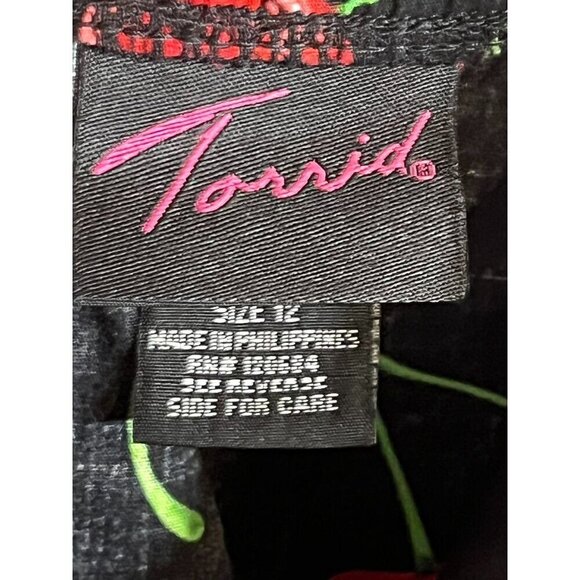 Torrid®
SIZE 12
MADE IN PHILIPPINES
RN# 120684
SEE REVERSE
SIDE FOR CARE